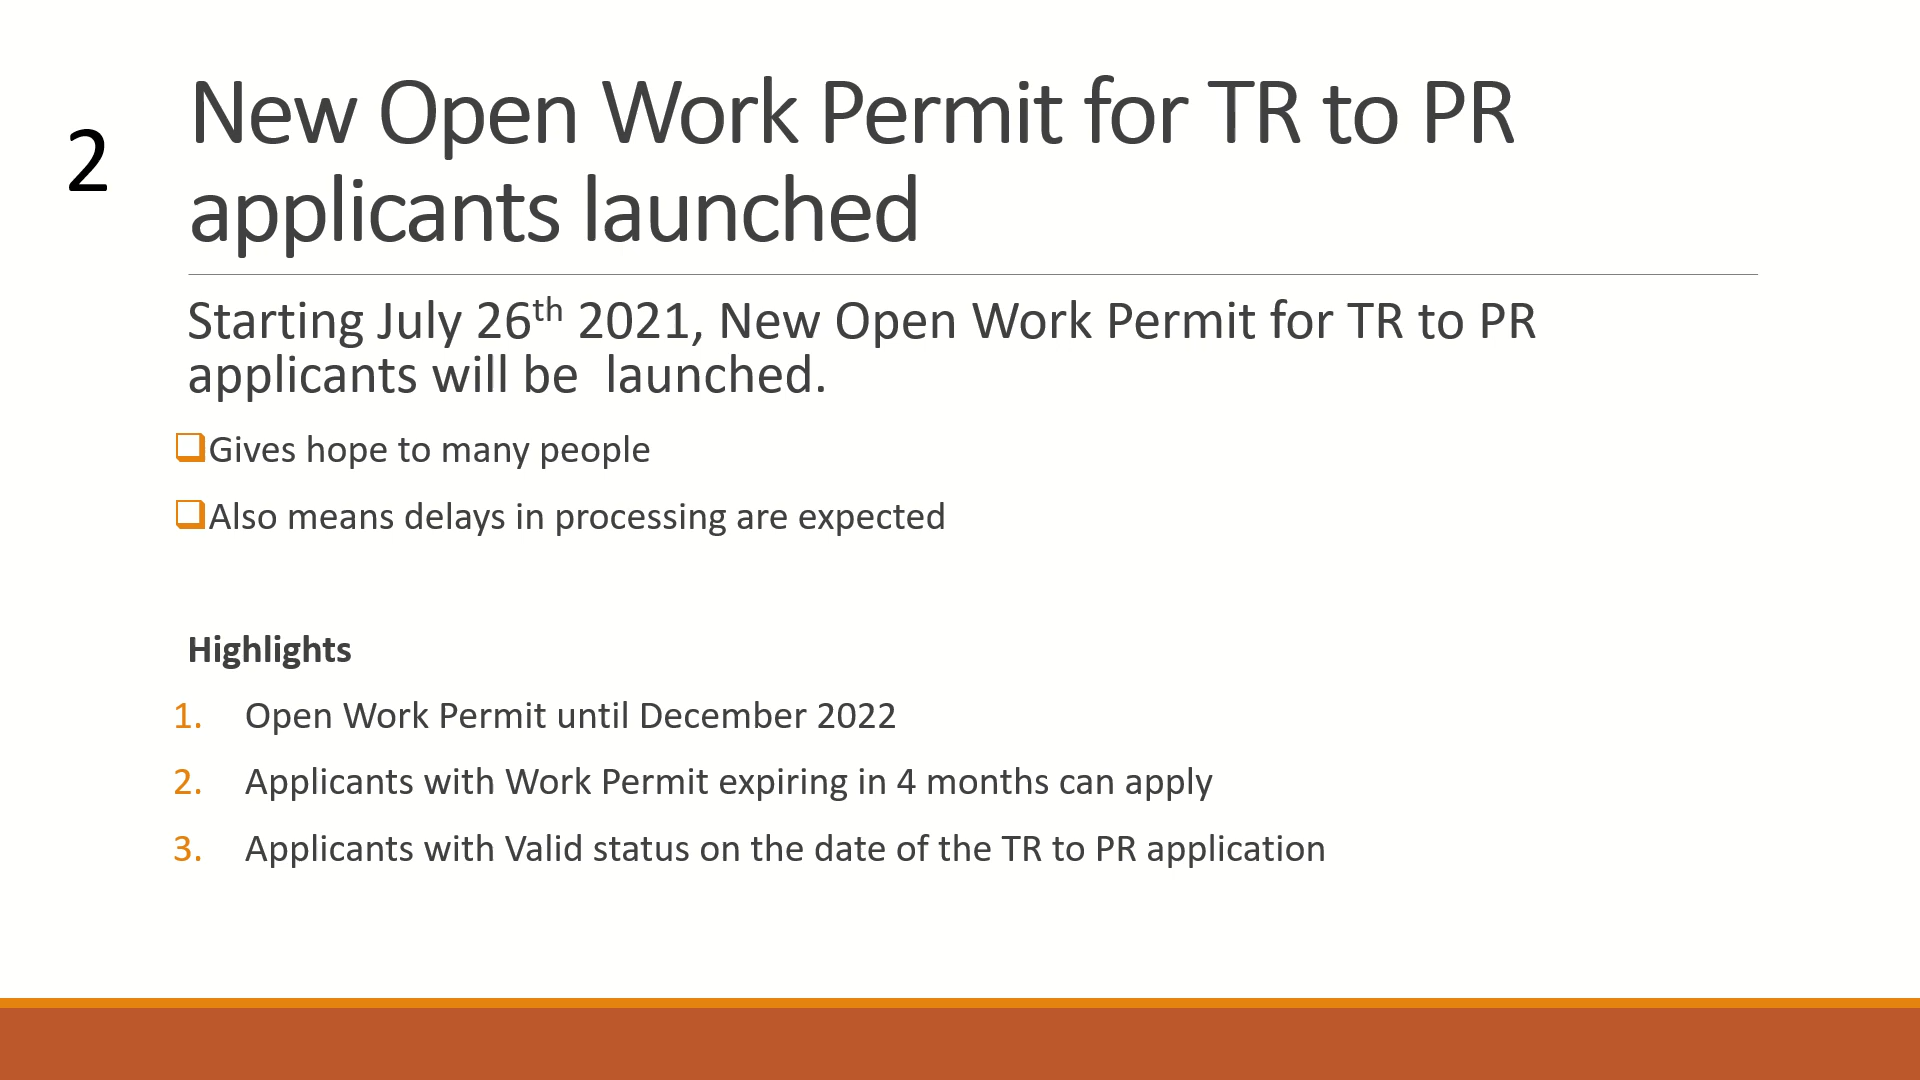 2
New Open Work Permit for TR to PR
applicants launched
Starting July 26th 2021, New Open Work Permit for TR to PR
applicants will be  launched.
Gives hope to many people
Also means delays in processing are expected
Highlights
1. Open Work Permit until December 2022
2. Applicants with Work Permit expiring in 4 months can apply
3. Applicants with Valid status on the date of the TR to PR application